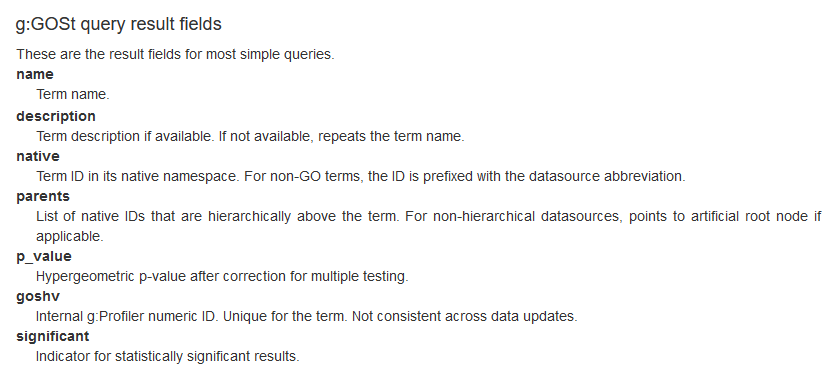 g:GOSt query result fields
These are the result fields for most simple queries.
name
Term name.
description
Term description if available. If not available, repeats the term name.
native
Term ID in its native namespace. For non-GO terms, the ID is prefixed with the datasource abbreviation.
parents
List of native IDs that are hierarchically above the term. For non-hierarchical datasources, points to artificial root node if
applicable.
p_value
Hypergeometric p-value after correction for multiple testing.
goshv
Internal g:Profiler numeric ID. Unique for the term. Not consistent across data updates.
significant
Indicator for statistically significant results.